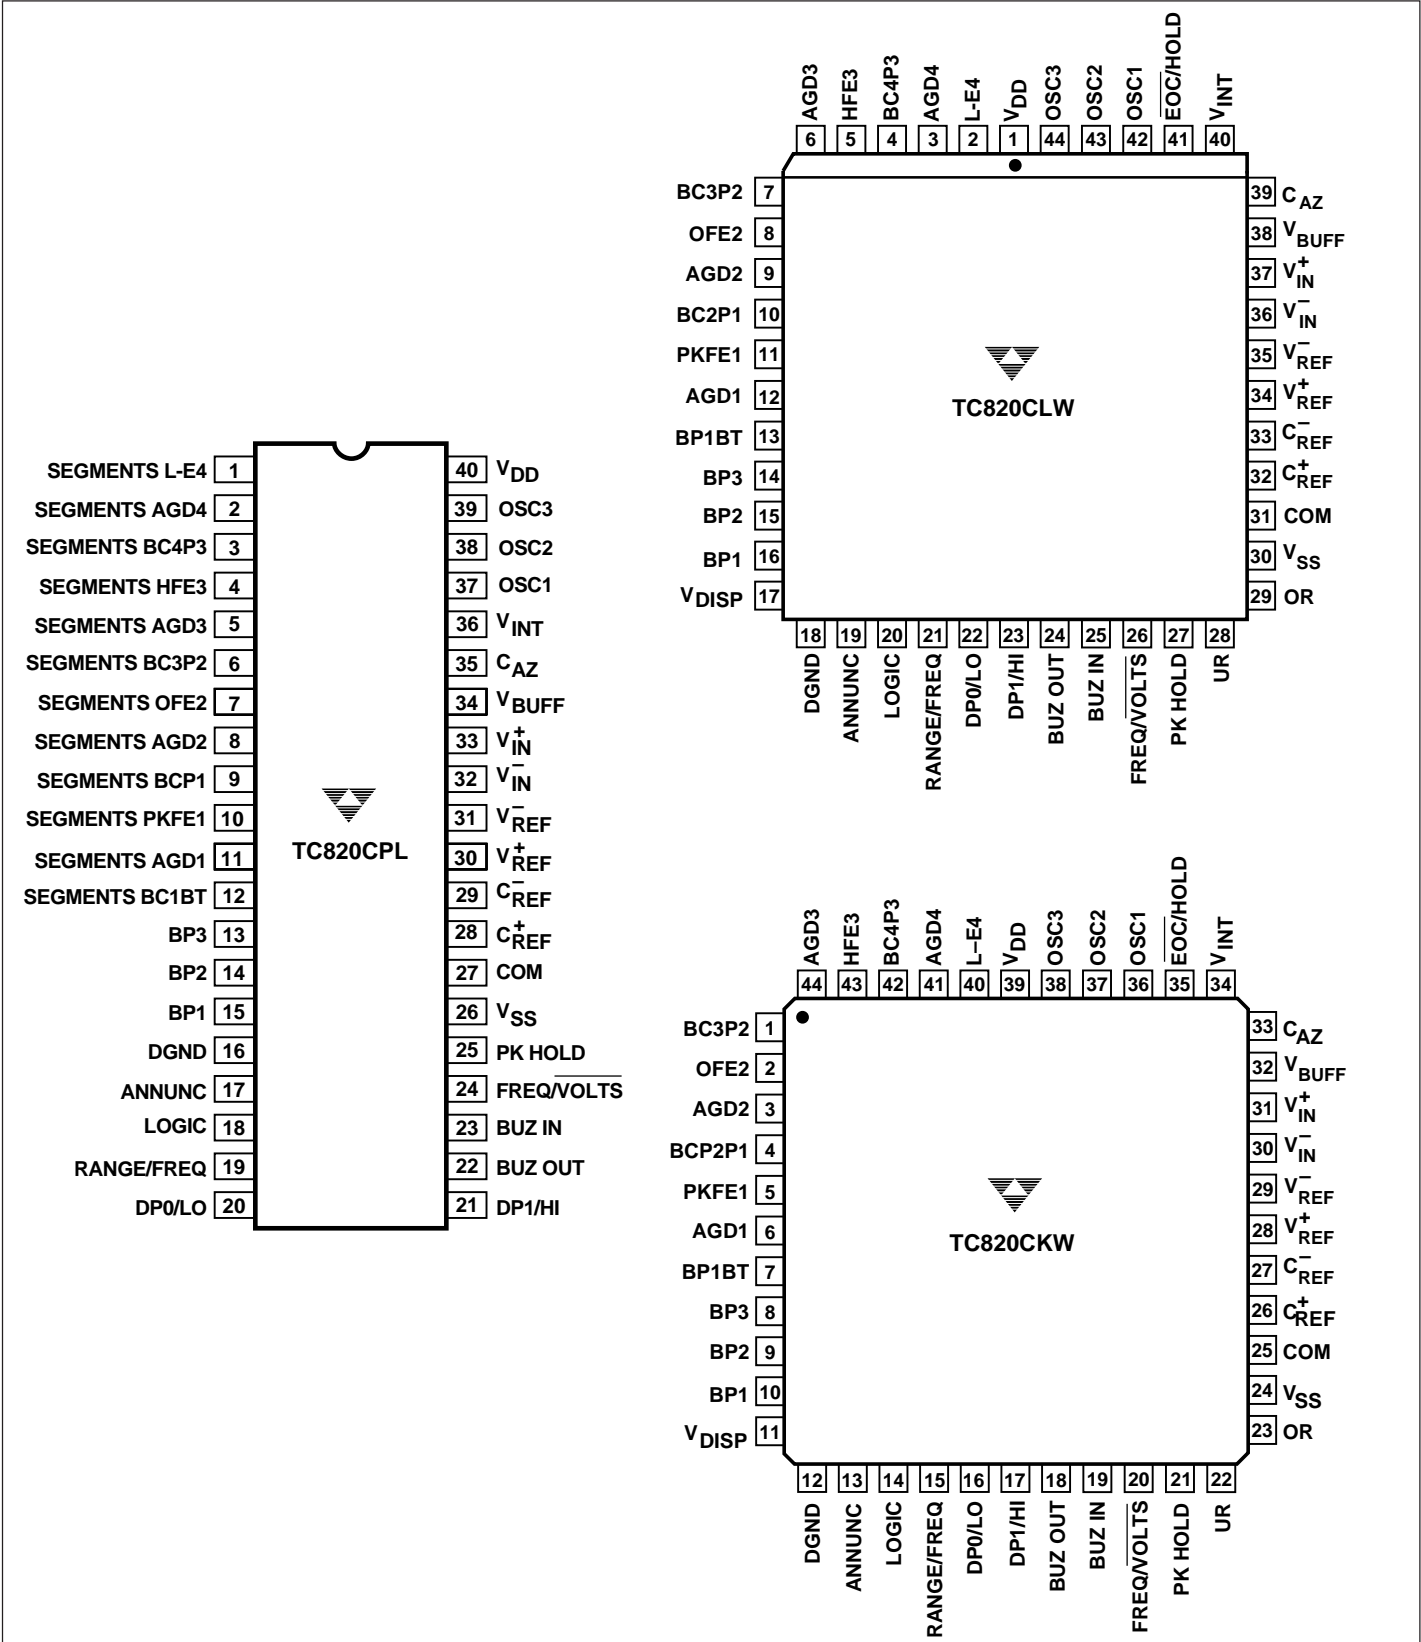 AGD3 HFE3 BC4P3 AGD4 L-E4 VDD OSC3 OSC2 OSC1 EOC/HOLD VINT
6 5 4 3 2 1 44 43 42 41 40
BC3P2 7
OFE2 8
AGD2 9
BC2P1 10
PKFE1 11
AGD1 12
BP1BT 13
BP3 14
BP2 15
BP1 16
VDISP 17
TC820CLW
39 CAZ
38 VBUFF
37 V+IN
36 V–IN
35 V–REF
34 V+REF
33 C–REF
32 C+REF
31 COM
30 VSS
29 OR
18 19 20 21 22 23 24 25 26 27 28
DGND ANNUNC LOGIC RANGE/FREQ DP0/LO DP1/HI BUZ OUT BUZ IN FREQ/VOLTS PK HOLD UR
SEGMENTS L-E4 1
SEGMENTS AGD4 2
SEGMENTS BC4P3 3
SEGMENTS HFE3 4
SEGMENTS AGD3 5
SEGMENTS BC3P2 6
SEGMENTS OFE2 7
SEGMENTS AGD2 8
SEGMENTS BCP1 9
SEGMENTS PKFE1 10
SEGMENTS AGD1 11
SEGMENTS BC1BT 12
BP3 13
BP2 14
BP1 15
DGND 16
ANNUNC 17
LOGIC 18
RANGE/FREQ 19
DP0/LO 20
TC820CPL
40 VDD
39 OSC3
38 OSC2
37 OSC1
36 VINT
35 CAZ
34 VBUFF
33 V+IN
32 V–IN
31 V–REF
30 V+REF
29 C–REF
28 C+REF
27 COM
26 VSS
25 PK HOLD
24 FREQ/VOLTS
23 BUZ IN
22 BUZ OUT
21 DP1/HI
AGD3 HFE3 BC4P3 AGD4 L–E4 VDD OSC3 OSC2 OSC1 EOC/HOLD VINT
44 43 42 41 40 39 38 37 36 35 34
BC3P2 1
OFE2 2
AGD2 3
BCP2P1 4
PKFE1 5
AGD1 6
BP1BT 7
BP3 8
BP2 9
BP1 10
VDISP 11
TC820CKW
33 CAZ
32 VBUFF
31 V+IN
30 V–IN
29 V–REF
28 V+REF
27 C–REF
26 C+REF
25 COM
24 VSS
23 OR
12 13 14 15 16 17 18 19 20 21 22
DGND ANNUNC LOGIC RANGE/FREQ DP0/LO DP1/HI BUZ OUT BUZ IN FREQ/VOLTS PK HOLD UR